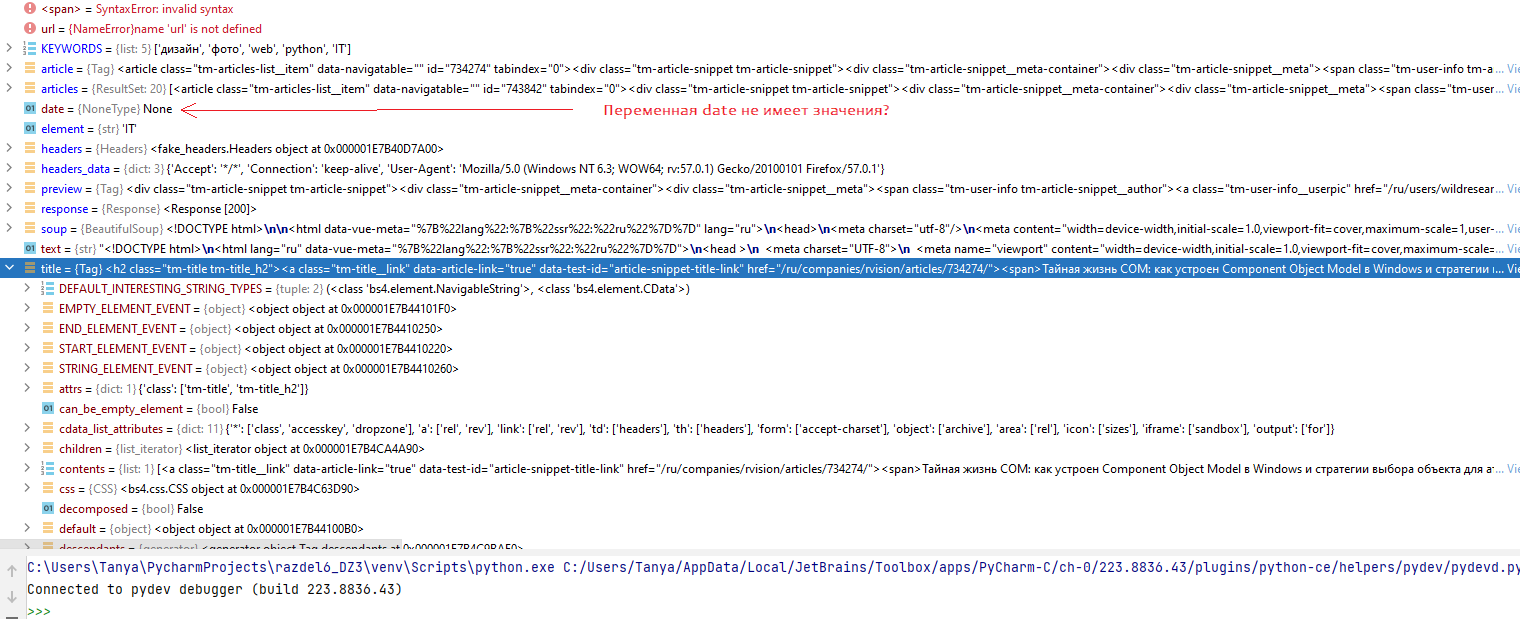 <span> = SyntaxError: invalid syntax
url = {NameError}name 'url' is not defined
KEYWORDS = {list: 5} ['дизайн', 'фото', 'web', 'python', 'IT']
article = {Tag} <article class="tm-articles-list__item" data-navigatable="" id="734274" tabindex="0"><div class="tm-article-snippet tm-article-snippet"><div class="tm-article-snippet__meta-container"><div class="tm-article-snippet__meta"><span class="tm-user-info tm-a... Vi
articles = {ResultSet: 20} [<article class="tm-articles-list__item" data-navigatable="" id="743842" tabindex="0"><div class="tm-article-snippet tm-article-snippet"><div class="tm-article-snippet__meta-container"><div class="tm-article-snippet__meta"><span class="tm-user... Vi
date = {NoneType} None Переменная date не имеет значения?
element = {str} 'IT'
headers = {Headers} <fake_headers.Headers object at 0x000001E7B40D7A00>
headers_data = {dict: 3} {'Accept': '*/*', 'Connection': 'keep-alive', 'User-Agent': 'Mozilla/5.0 (Windows NT 6.3; WOW64; rv:57.0.1) Gecko/20100101 Firefox/57.0.1'}
preview = {Tag} <div class="tm-article-snippet tm-article-snippet"><div class="tm-article-snippet__meta-container"><div class="tm-article-snippet__meta"><span class="tm-user-info tm-article-snippet__author"><a class="tm-user-info__userpic" href="/ru/users/wildresear... Vi
response = {Response} <Response [200]>
soup = {BeautifulSoup} <!DOCTYPE html>\n\n<html data-vue-meta="%7B%22lang%22:%7B%22ssr%22:%22ru%22%7D%7D" lang="ru">\n<head>\n<meta charset="utf-8"/>\n<meta content="width=device-width,initial-scale=1.0,viewport-fit=cover,maximum-scale=1,user-... Vi
text = {str} "<!DOCTYPE html>\n<html lang="ru" data-vue-meta="%7B%22lang%22:%7B%22ssr%22:%22ru%22%7D%7D">\n<head >\n  <meta charset="UTF-8">\n  <meta name="viewport" content="width=device-width,initial-scale=1.0,viewport-fit=cover,maximum-scale=... Vi
title = {Tag} <h2 class="tm-title tm-title_h2"><a class="tm-title__link" data-article-link="true" data-test-id="article-snippet-title-link" href="/ru/companies/rvision/articles/734274/"><span>Тайная жизнь COM: как устроен Component Object Model в Windows и стратегии ... Vi
DEFAULT_INTERESTING_STRING_TYPES = {tuple: 2} (<class 'bs4.element.NavigableString'>, <class 'bs4.element.CData'>)
EMPTY_ELEMENT_EVENT = {object} <object object at 0x000001E7B44101F0>
END_ELEMENT_EVENT = {object} <object object at 0x000001E7B4410250>
START_ELEMENT_EVENT = {object} <object object at 0x000001E7B4410220>
STRING_ELEMENT_EVENT = {object} <object object at 0x000001E7B4410260>
attrs = {dict: 1} {'class': ['tm-title', 'tm-title_h2']}
can_be_empty_element = {bool} False
cdata_list_attributes = {dict: 11} {'*': ['class', 'accesskey', 'dropzone'], 'a': ['rel', 'rev'], 'link': ['rel', 'rev'], 'td': ['headers'], 'th': ['headers'], 'form': ['accept-charset'], 'object': ['archive'], 'area': ['rel'], 'icon': ['sizes'], 'iframe': ['sandbox'], 'output': ['for']}
children = {list_iterator} <list_iterator object at 0x000001E7B4CA4A90>
contents = {list: 1} [<a class="tm-title__link" data-article-link="true" data-test-id="article-snippet-title-link" href="/ru/companies/rvision/articles/734274/"><span>Тайная жизнь COM: как устроен Component Object Model в Windows и стратегии выбора объекта для ат... Vi
css = {CSS} <bs4.css.CSS object at 0x000001E7B4C63D90>
decomposed = {bool} False
default = {object} <object object at 0x000001E7B44100B0>
descendants = {generator} <generator object Tag.descendants at 0x000001E7B4C9BAF0>
C:\Users\Tanya\PycharmProjects\razdel6_DZ3\venv\Scripts\python.exe C:/Users/Tanya/AppData/Local/JetBrains/Toolbox/apps/PyCharm-C/ch-0/223.8836.43/plugins/python-ce/helpers/pydev/pydevd.py
Connected to pydev debugger (build 223.8836.43)
>>>